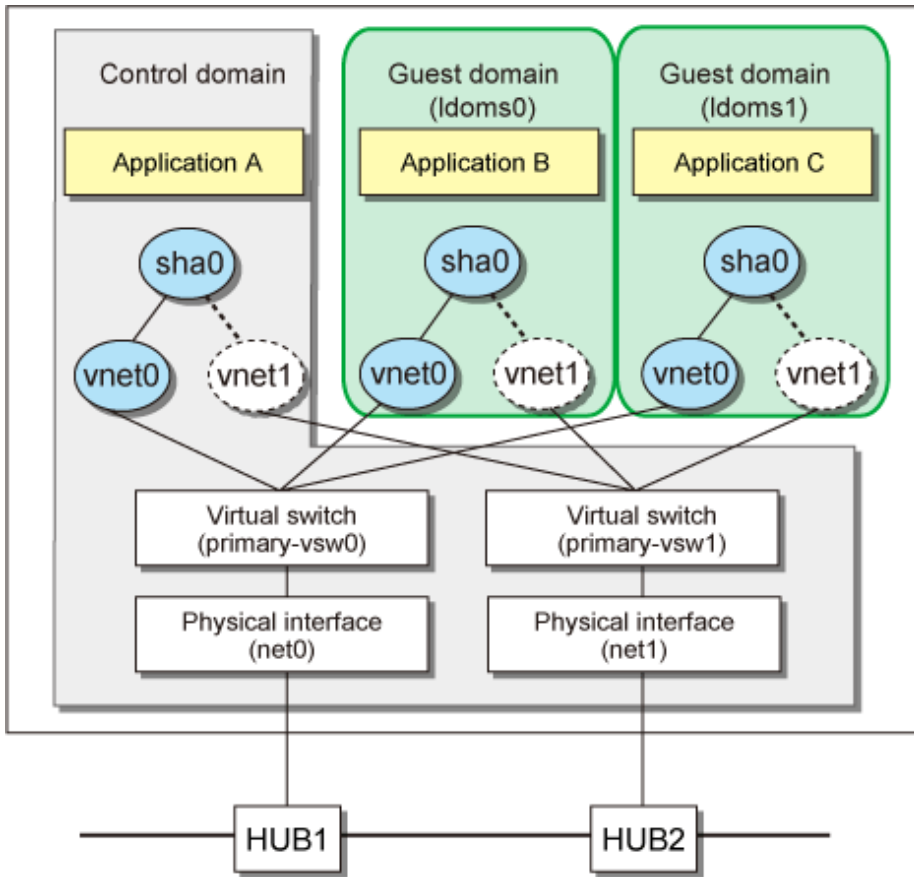 Control domain
Guest domain
(ldoms0)
Guest domain
(ldoms1)
Application A
Application B
Application C
sha0
sha0
sha0
vnet0
vnet1
vnet0
vnet1
vnet0
vnet1
Virtual switch
(primary-vsw0)
Virtual switch
(primary-vsw1)
Physical interface
(net0)
Physical interface
(net1)
HUB1
HUB2